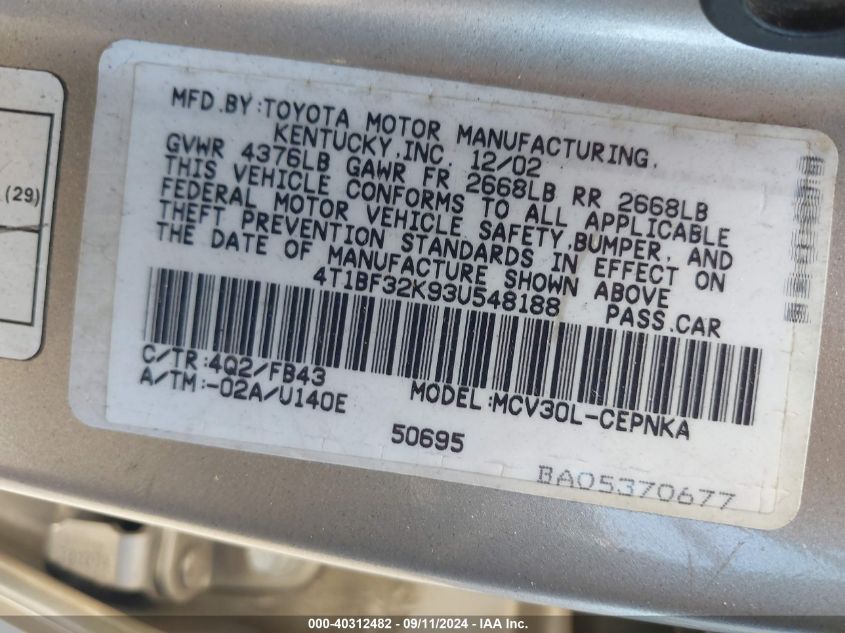 (29)
MFD.BY:TOYOTA MOTOR MANUFACTURING,
KENTUCKY,INC. 12/02
GVWR 4376LB GAWR FR 2668LB RR 2668LB
THIS VEHICLE CONFORMS TO ALL APPLICABLE
FEDERAL MOTOR VEHICLE SAFETY,BUMPER, AND
THEFT PREVENTION STANDARDS IN EFFECT ON
THE DATE OF MANUFACTURE SHOWN ABOVE
4T1BF32K93U548188 PASS.CAR
C/TR:4Q2/FB43
A/TM:-02A/U140E MODEL:MCV30L-CEPNKA
50695
BA05370677
000-40312482 - 09/11/2024 - IAA Inc.